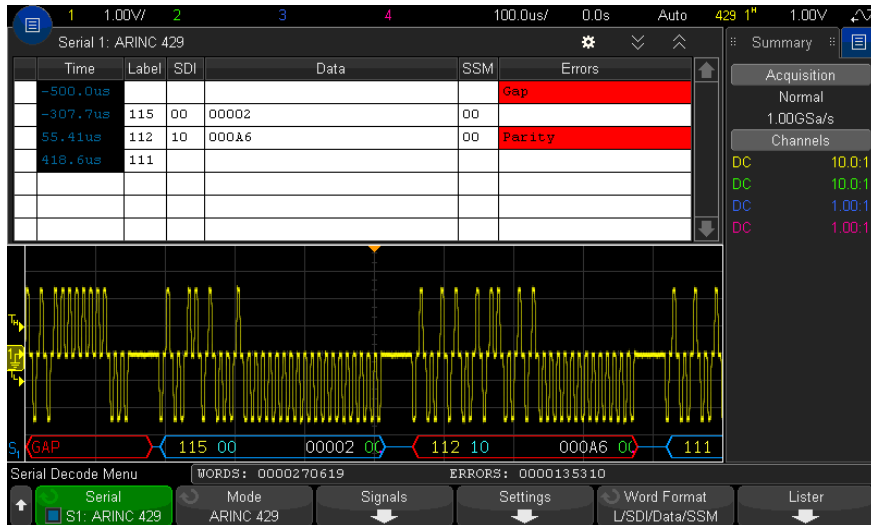 1 1.00V/ 2 3 4 100.0us/ 0.0s Auto 429 1ᴴ 1.00V
Serial 1: ARINC 429
Summary
Time Label SDI Data SSM Errors
-500.0us Gap
-307.7us 115 00 00002 00
55.41us 112 10 000A6 00 Parity
418.6us 111
Acquisition
Normal
1.00GSa/s
Channels
DC 10.0:1
DC 10.0:1
DC 1.00:1
DC 1.00:1
Tʜ
1
Tʟ
S₁ GAP 115 00 00002 00 112 10 000A6 00 111
Serial Decode Menu
WORDS: 0000270619 ERRORS: 0000135310
Serial Mode Signals Settings Word Format Lister
S1: ARINC 429 ARINC 429 L/SDI/Data/SSM